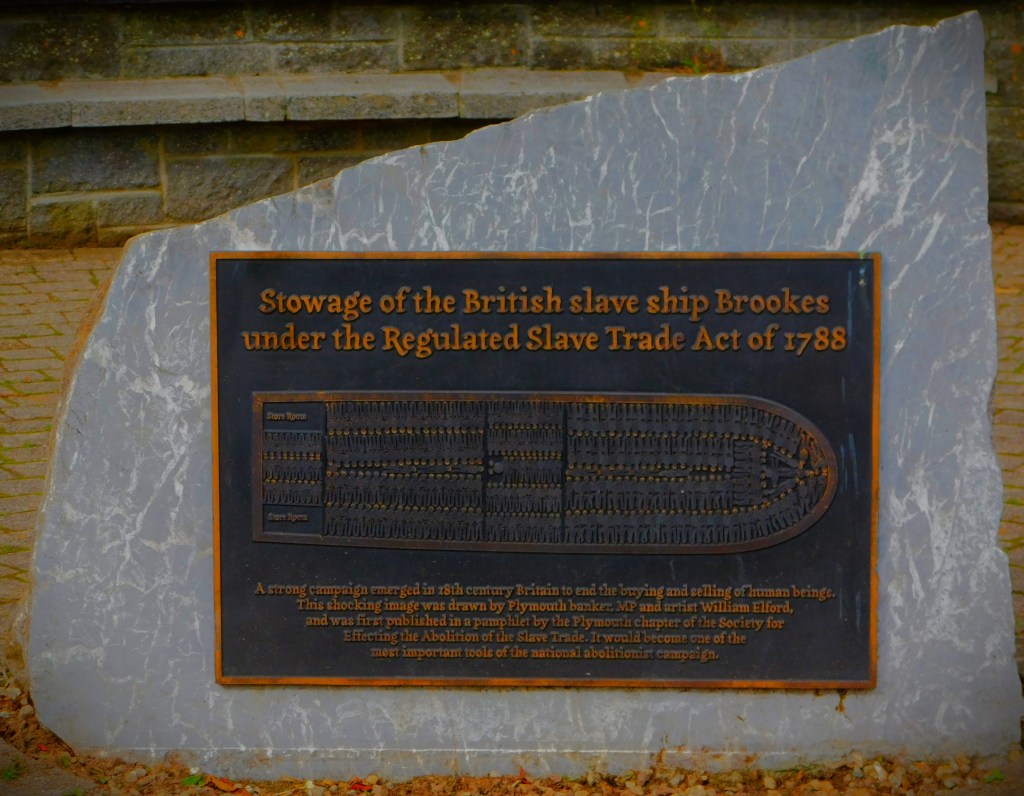 Stowage of the British slave ship Brookes
under the Regulated Slave Trade Act of 1788
Store Room
Store Room
A strong campaign emerged in 18th century Britain to end the buying and selling of human beings.
This shocking image was drawn by Plymouth banker, MP and artist William Elford,
and was first published in a pamphlet by the Plymouth chapter of the Society for
Effecting the Abolition of the Slave Trade. It would become one of the
most important tools of the national abolitionist campaign.